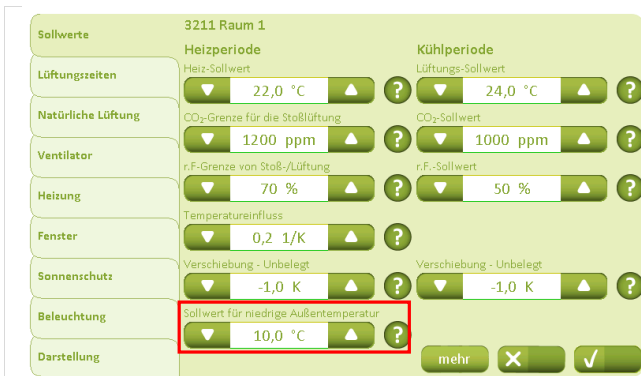 3211 Raum 1
Sollwerte
Lüftungszeiten
Natürliche Lüftung
Ventilator
Heizung
Fenster
Sonnenschutz
Beleuchtung
Darstellung
Heizperiode
Heiz-Sollwert
22,0 °C
?
CO₂-Grenze für die Stoßlüftung
1200 ppm
?
r.F-Grenze von Stoß-/Lüftung
70 %
?
Temperatureinfluss
0,2 1/K
?
Verschiebung - Unbelegt
-1,0 K
?
Sollwert für niedrige Außentemperatur
10,0 °C
?
Kühlperiode
Lüftungs-Sollwert
24,0 °C
?
CO₂-Sollwert
1000 ppm
?
r.F.-Sollwert
50 %
?
Verschiebung - Unbelegt
-1,0 K
?
mehr